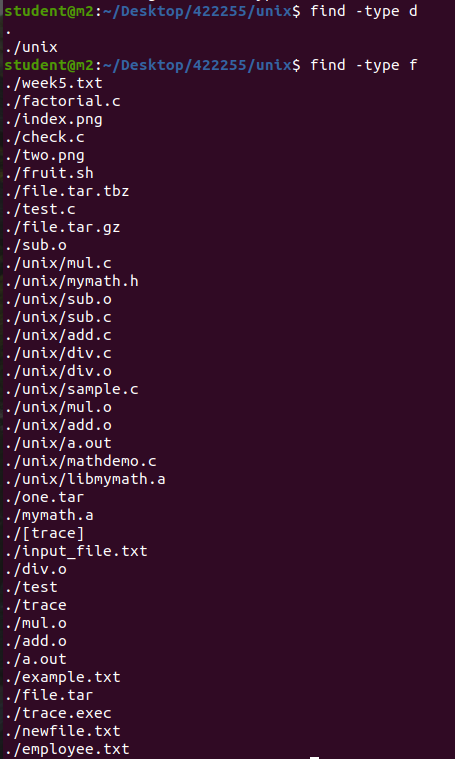 student@m2:~/Desktop/422255/unix$ find -type d
.
./unix
student@m2:~/Desktop/422255/unix$ find -type f
./week5.txt
./factorial.c
./index.png
./check.c
./two.png
./fruit.sh
./file.tar.tbz
./test.c
./file.tar.gz
./sub.o
./unix/mul.c
./unix/mymath.h
./unix/sub.o
./unix/sub.c
./unix/add.c
./unix/div.c
./unix/div.o
./unix/sample.c
./unix/mul.o
./unix/add.o
./unix/a.out
./unix/mathdemo.c
./unix/libmymath.a
./one.tar
./mymath.a
./[trace]
./input_file.txt
./div.o
./test
./trace
./mul.o
./add.o
./a.out
./example.txt
./file.tar
./trace.exec
./newfile.txt
./employee.txt